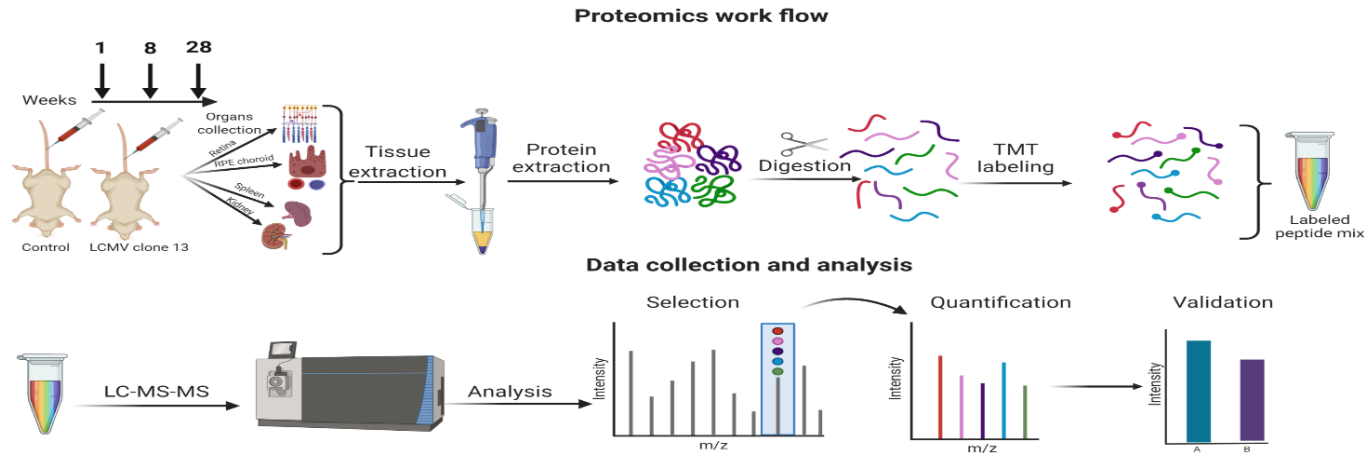 Proteomics work flow
1 8 28
Weeks
Organs
collection
Retina
RPE choroid
Spleen
Kidney
Control
LCMV clone 13
Tissue
extraction
Protein
extraction
Digestion
TMT
labeling
Labeled
peptide mix
Data collection and analysis
LC-MS-MS
Analysis
Selection
Intensity
m/z
Quantification
Intensity
m/z
Validation
Intensity
A B